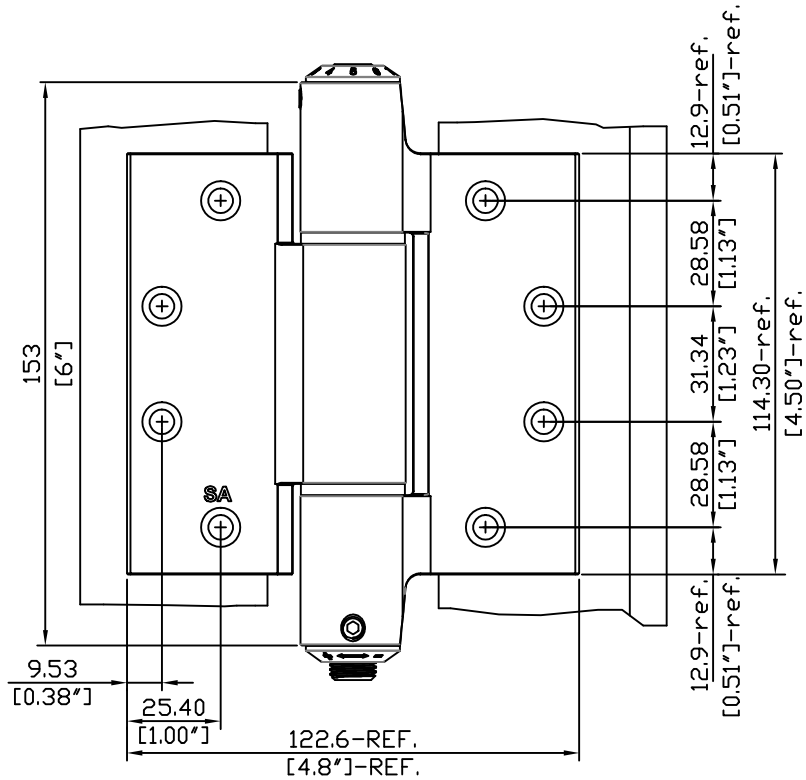 12.9-ref.
[0.51"]-ref.
28.58
[1.13"]
31.34
[1.23"]
114.30-ref.
[4.50"]-ref.
153
[6"]
28.58
[1.13"]
SA
12.9-ref.
[0.51"]-ref.
9.53
[0.38"]
25.40
[1.00"]
122.6-REF.
[4.8"]-REF.